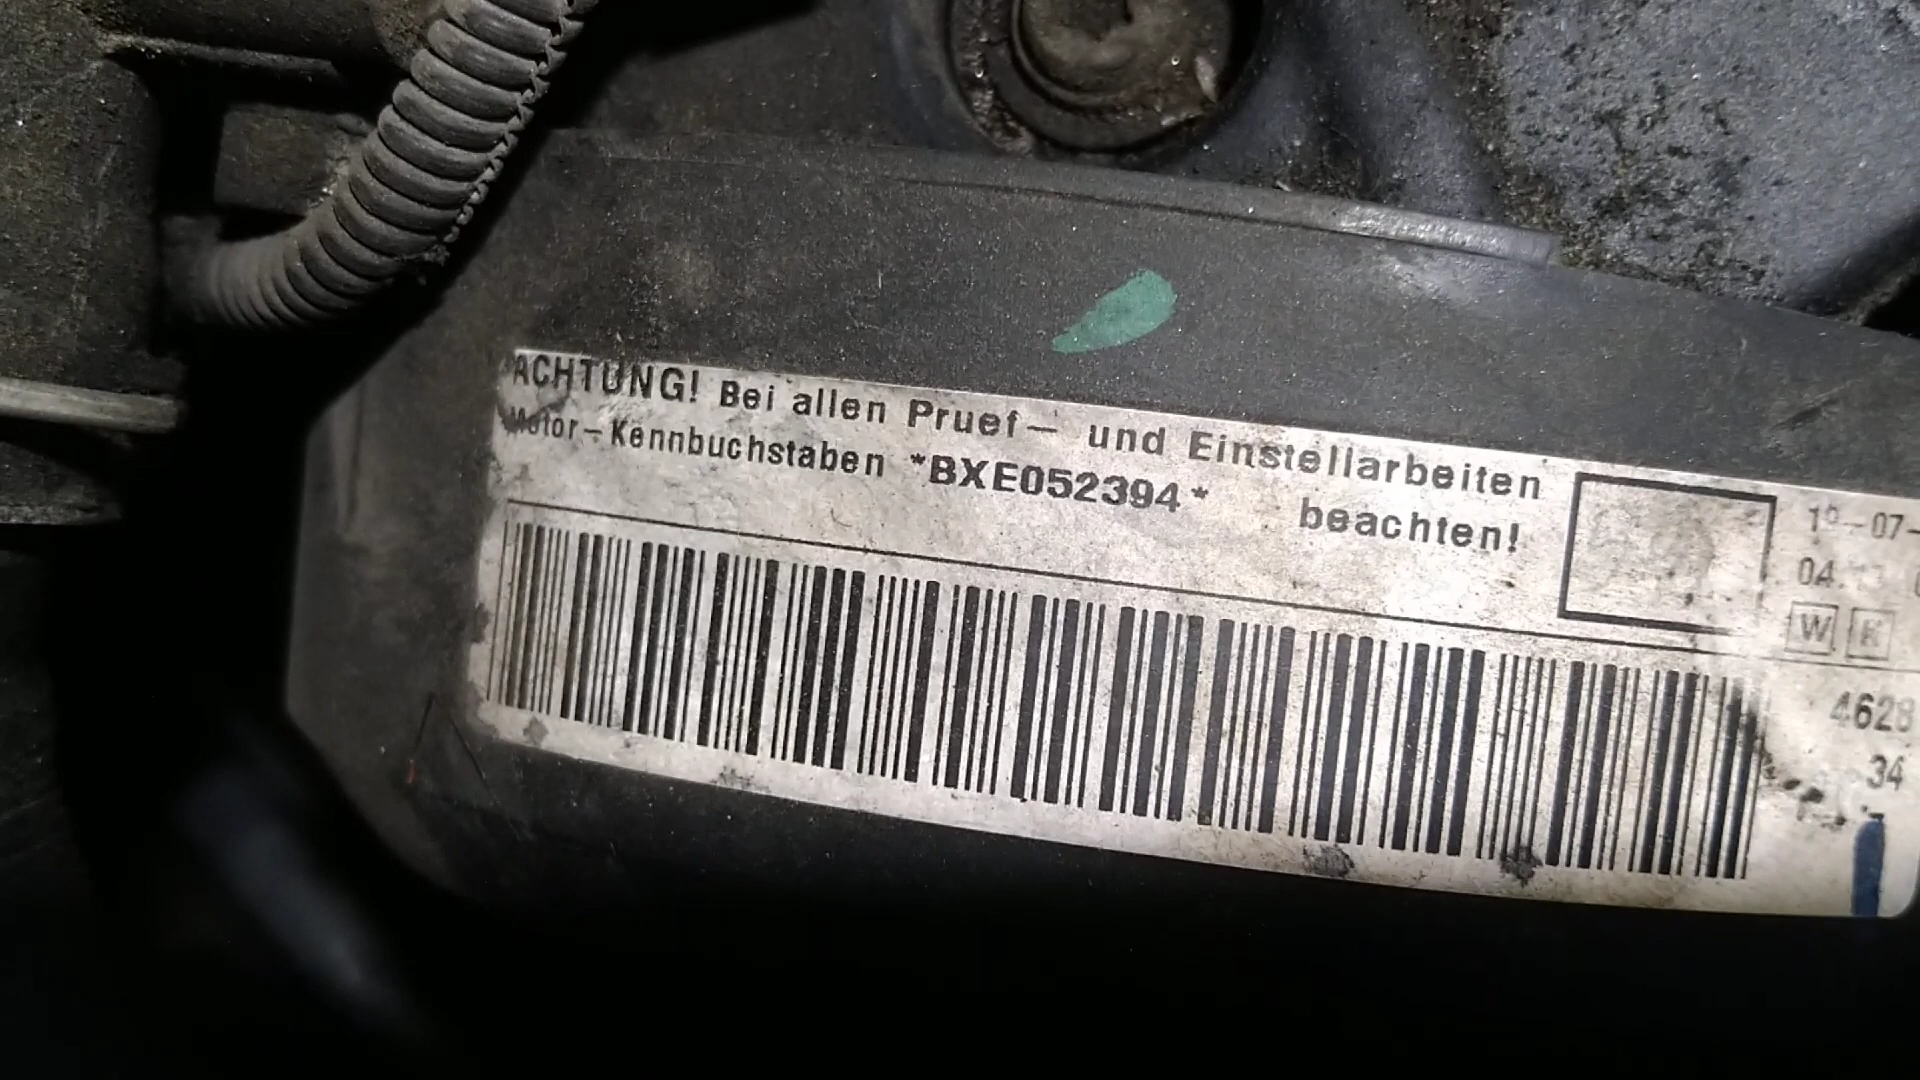 ACHTUNG! Bei allen Pruef- und Einstellarbeiten
Motor-Kennbuchstaben *BXE052394* beachten!
W K
4628
34